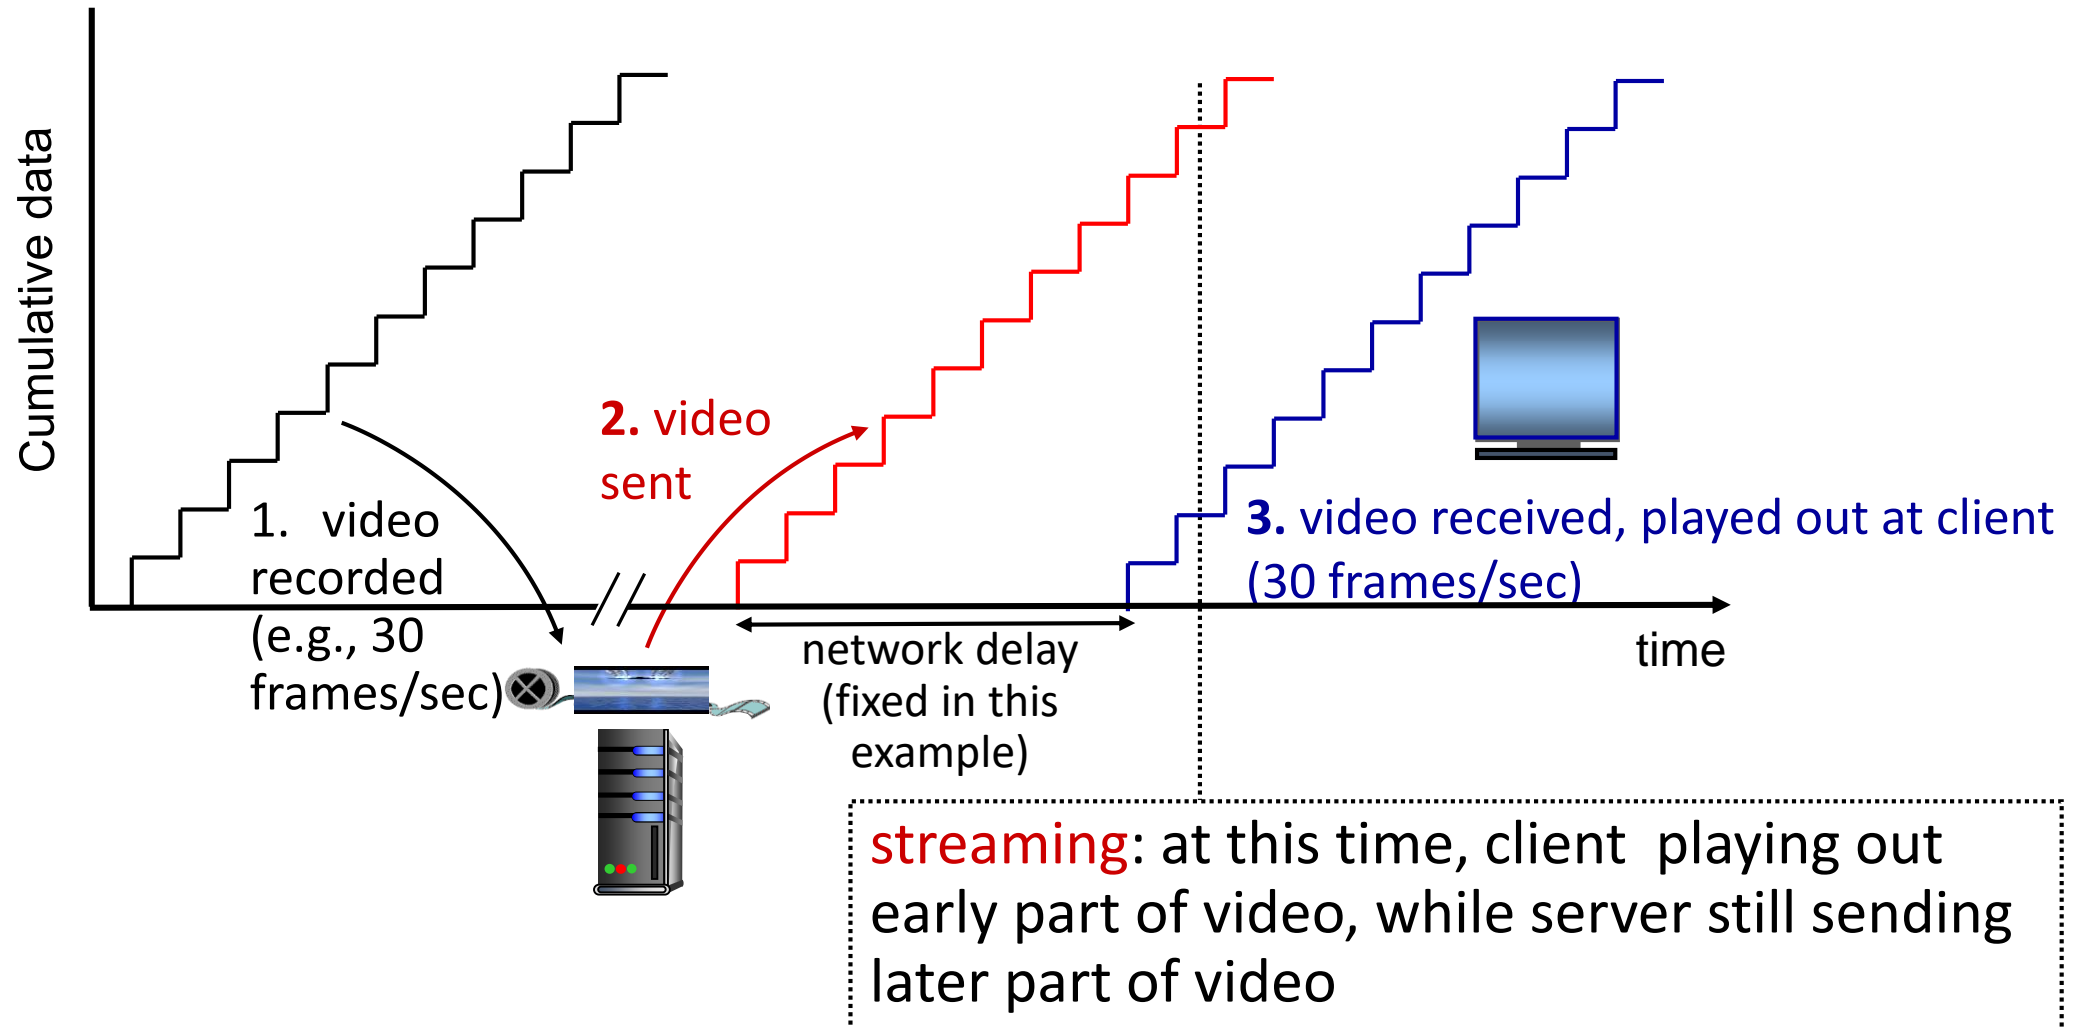 Cumulative data
1. video
recorded
(e.g., 30
frames/sec)
2. video
sent
3. video received, played out at client
(30 frames/sec)
network delay
(fixed in this
example)
time
streaming: at this time, client playing out
early part of video, while server still sending
later part of video